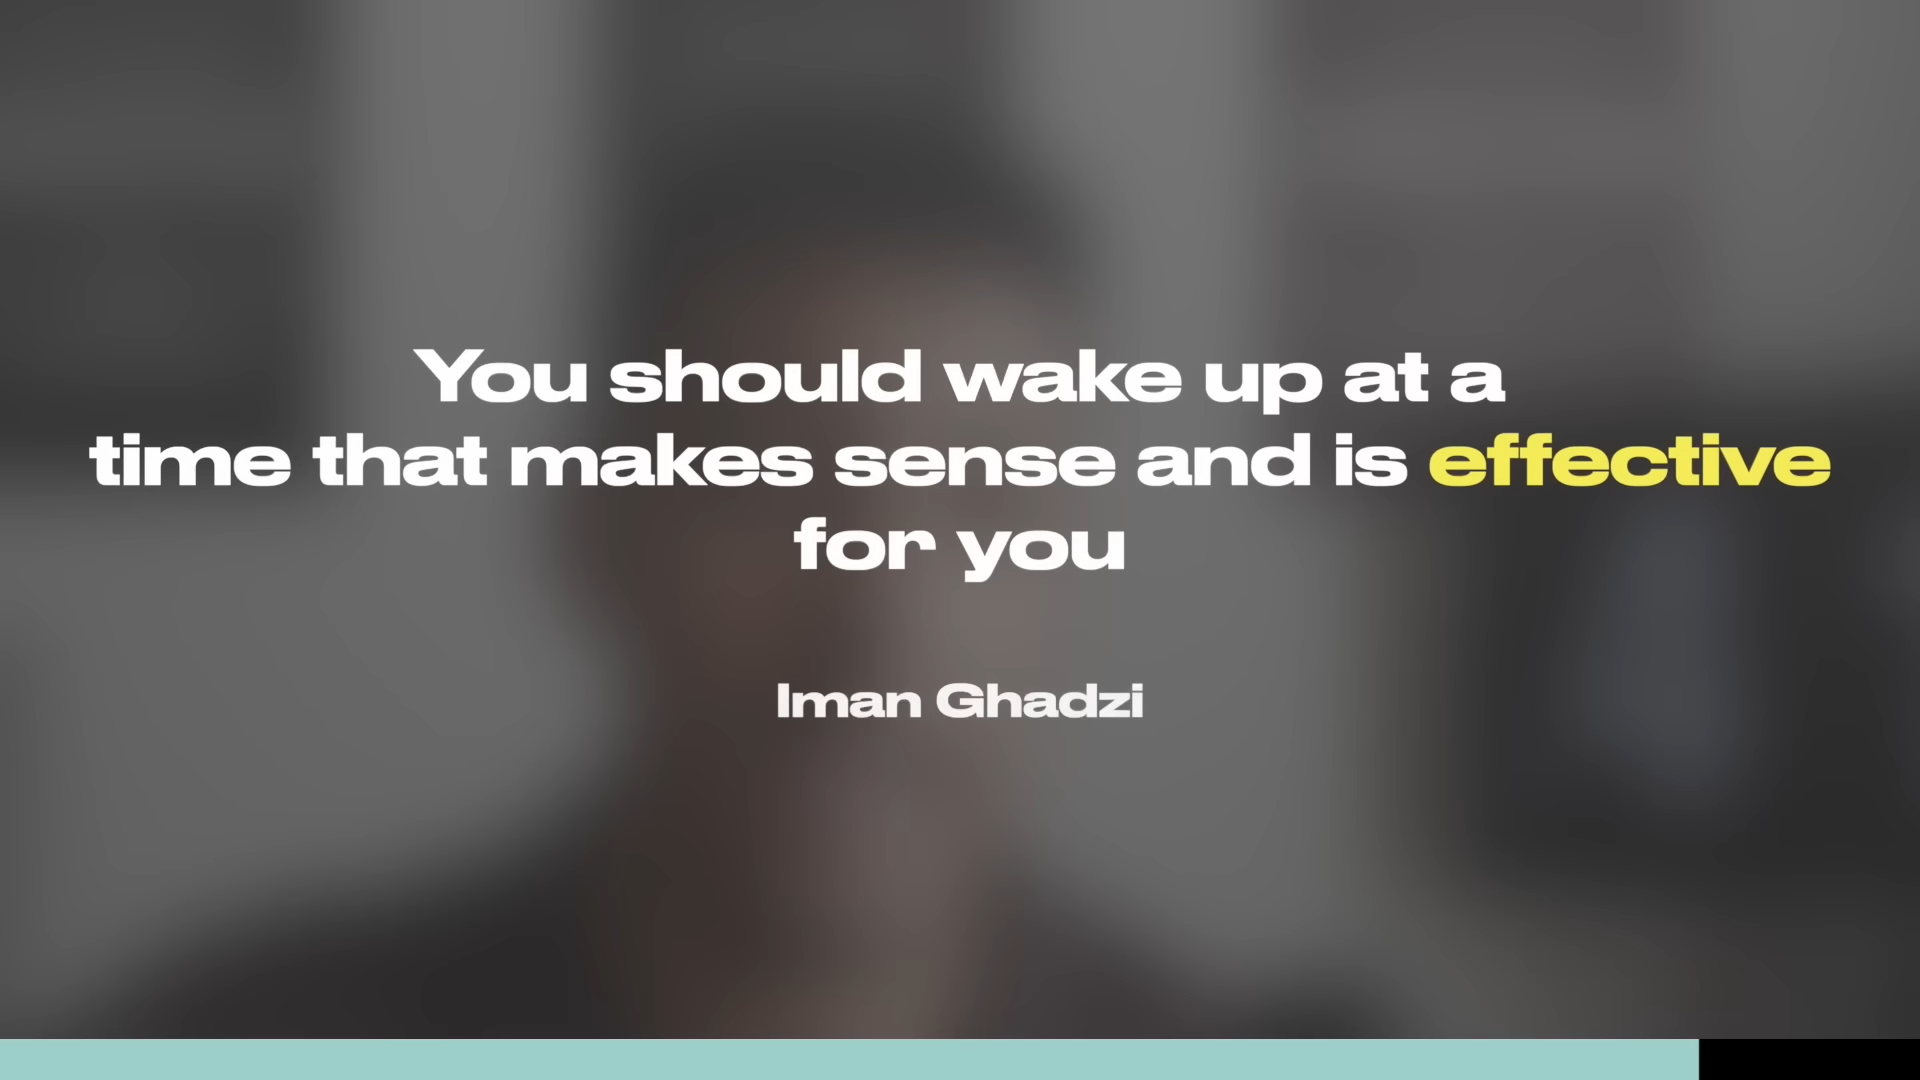 You should wake up at a
time that makes sense and is effective
for you
Iman Ghadzi